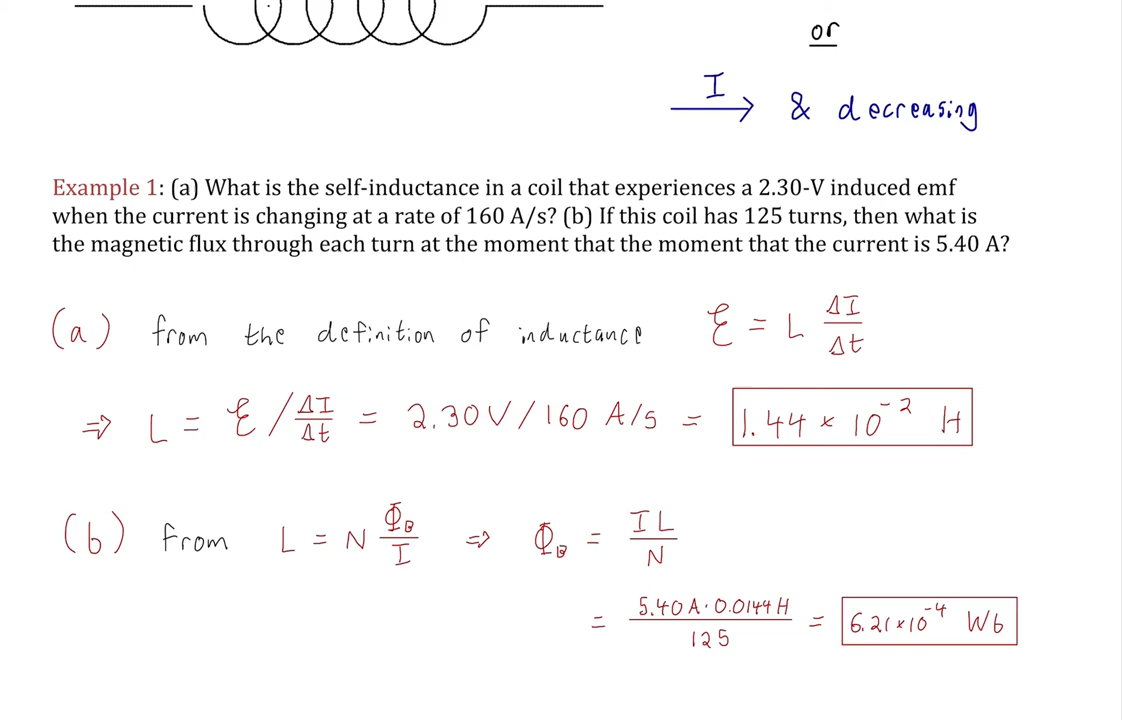 or
I
& decreasing
Example 1: (a) What is the self-inductance in a coil that experiences a 2.30-V induced emf
when the current is changing at a rate of 160 A/s? (b) If this coil has 125 turns, then what is
the magnetic flux through each turn at the moment that the moment that the current is 5.40 A?
(a) from the definition of inductance ℰ = L ΔI/Δt
⇒ L = ℰ / ΔI/Δt = 2.30 V / 160 A/s = 1.44 × 10⁻² H
(b) from L = N Φ_B/I ⇒ Φ_B = IL/N
= 5.40 A · 0.0144 H / 125 = 6.21 × 10⁻⁴ Wb